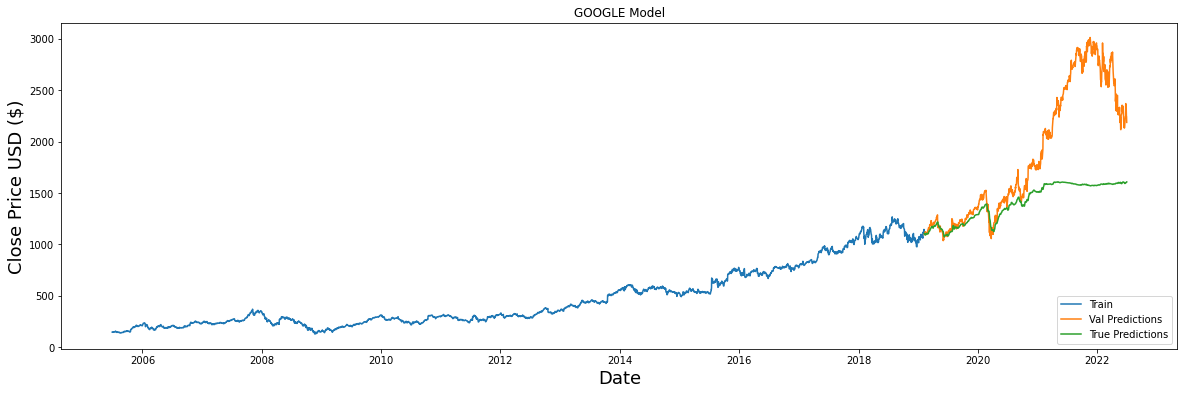 GOOGLE Model
Close Price USD ($)
3000
2500
2000
1500
1000
500
0
2006 2008 2010 2012 2014 2016 2018 2020 2022
Date
Train
Val Predictions
True Predictions